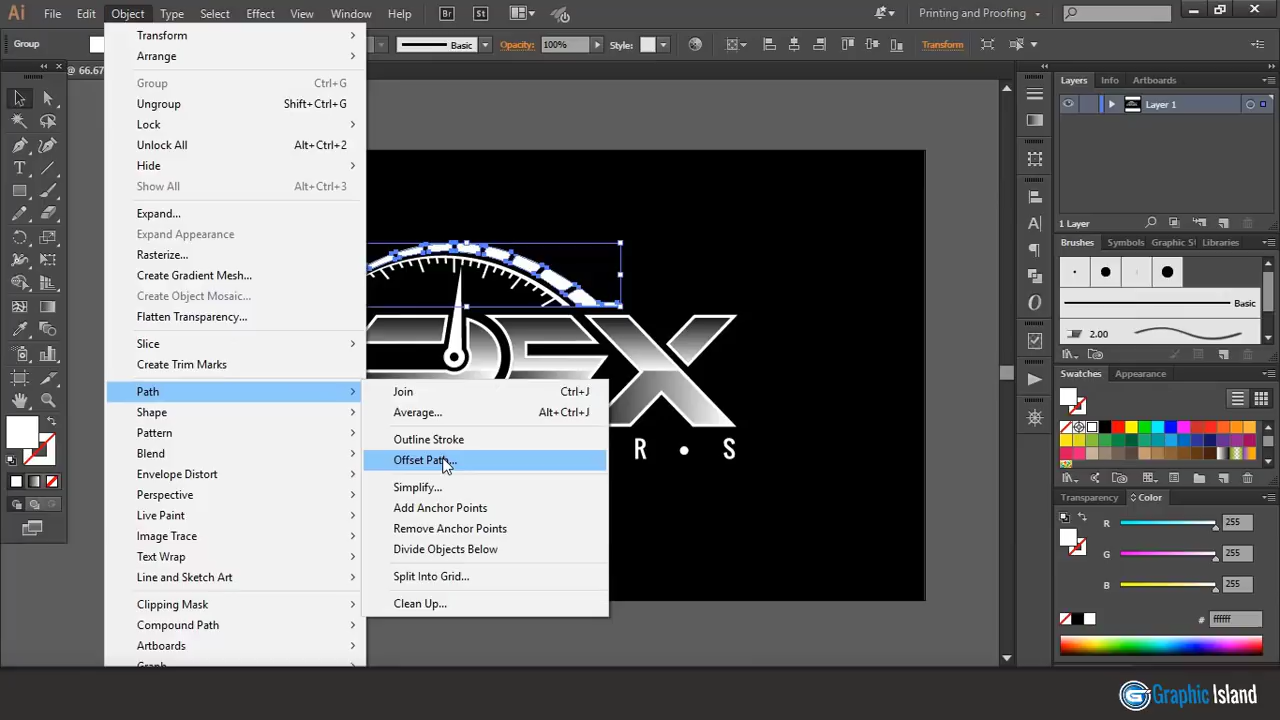 Ai File Edit Object Type Select Effect View Window Help Br St Printing and Proofing
Group Basic Opacity: 100% Style: Transform
@ 66.67
Transform
Arrange
Group Ctrl+G
Ungroup Shift+Ctrl+G
Lock
Unlock All Alt+Ctrl+2
Hide
Show All Alt+Ctrl+3
Expand...
Expand Appearance
Rasterize...
Create Gradient Mesh...
Create Object Mosaic...
Flatten Transparency...
Slice
Create Trim Marks
Path
Shape
Pattern
Blend
Envelope Distort
Perspective
Live Paint
Image Trace
Text Wrap
Line and Sketch Art
Clipping Mask
Compound Path
Artboards
Join Ctrl+J
Average... Alt+Ctrl+J
Outline Stroke
Offset Path...
Simplify...
Add Anchor Points
Remove Anchor Points
Divide Objects Below
Split Into Grid...
Clean Up...
DEX
R • S
Layers Info Artboards
Layer 1
1 Layer
Brushes Symbols Graphic S Libraries
Basic
2.00
Swatches Appearance
Transparency Color
R 255
G 255
B 255
# ffffff
G Graphic Island